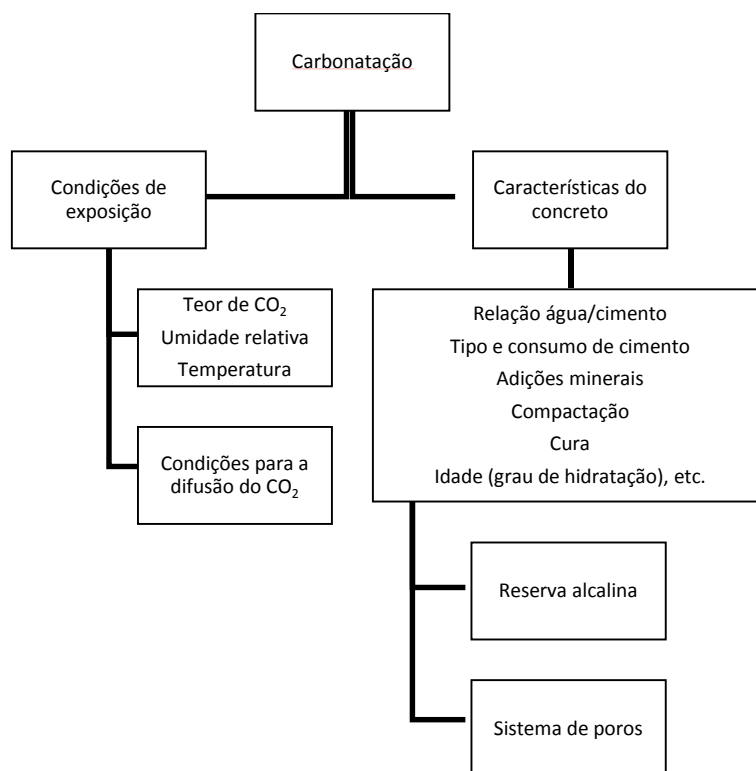 Carbonatação
Condições de
exposição
Características do
concreto
Teor de CO₂
Umidade relativa
Temperatura
Relação água/cimento
Tipo e consumo de cimento
Adições minerais
Compactação
Cura
Idade (grau de hidratação), etc.
Condições para a
difusão do CO₂
Reserva alcalina
Sistema de poros